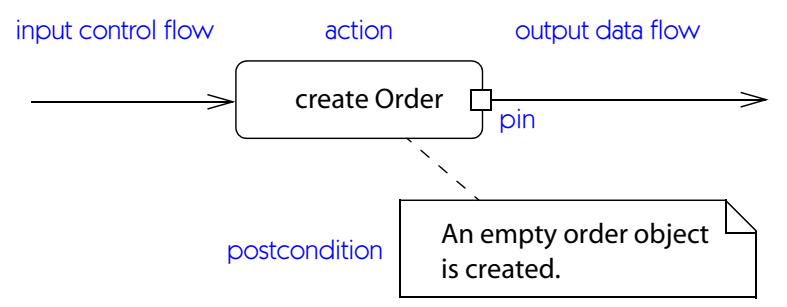 input control flow
action
output data flow
create Order
pin
postcondition
An empty order object
is created.